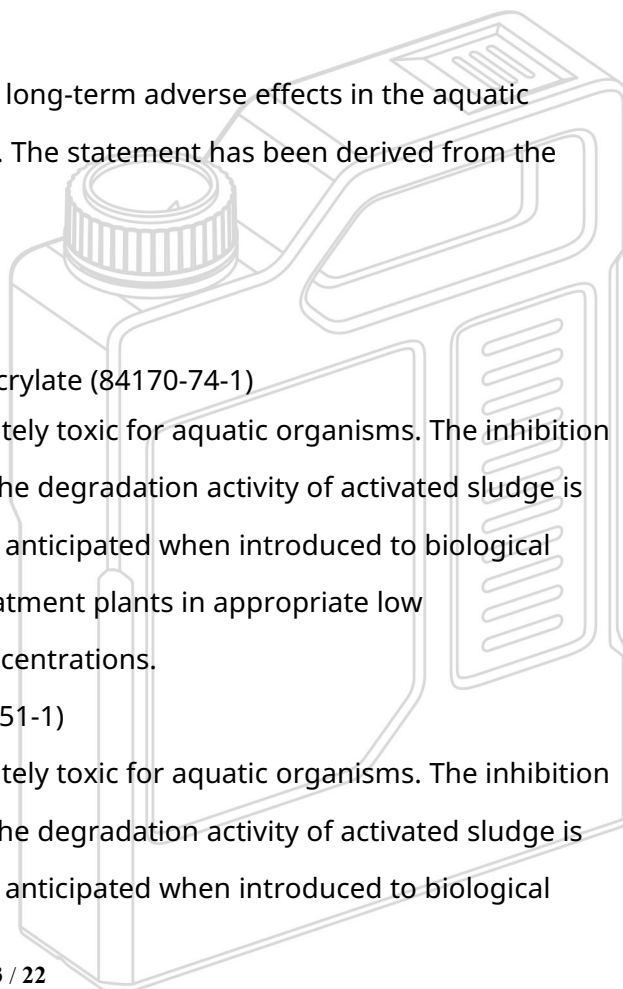 long-term adverse effects in the aquatic
. The statement has been derived from the
crylate (84170-74-1)
tely toxic for aquatic organisms. The inhibition
he degradation activity of activated sludge is
anticipated when introduced to biological
atment plants in appropriate low
centrations.
51-1)
tely toxic for aquatic organisms. The inhibition
he degradation activity of activated sludge is
anticipated when introduced to biological
/ 22